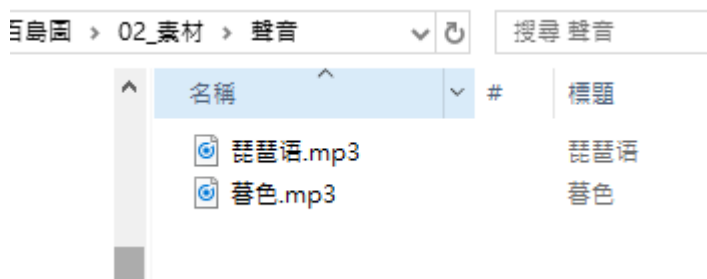 百島圖 > 02_素材 > 聲音
搜尋 聲音
名稱 # 標題
琵琶语.mp3 琵琶语
暮色.mp3 暮色